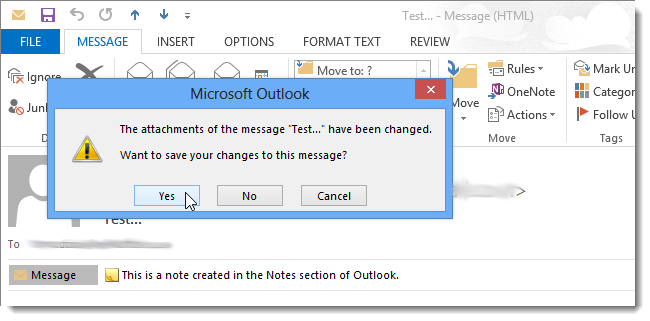 Test... - Message (HTML)
FILE MESSAGE INSERT OPTIONS FORMAT TEXT REVIEW
Ignore Move to: ? Rules Mark Un
Junk Move OneNote Categor
Actions Follow U
Move Tags
Microsoft Outlook
The attachments of the message "Test..." have been changed.
Want to save your changes to this message?
Yes No Cancel
Test...
To
Message This is a note created in the Notes section of Outlook.